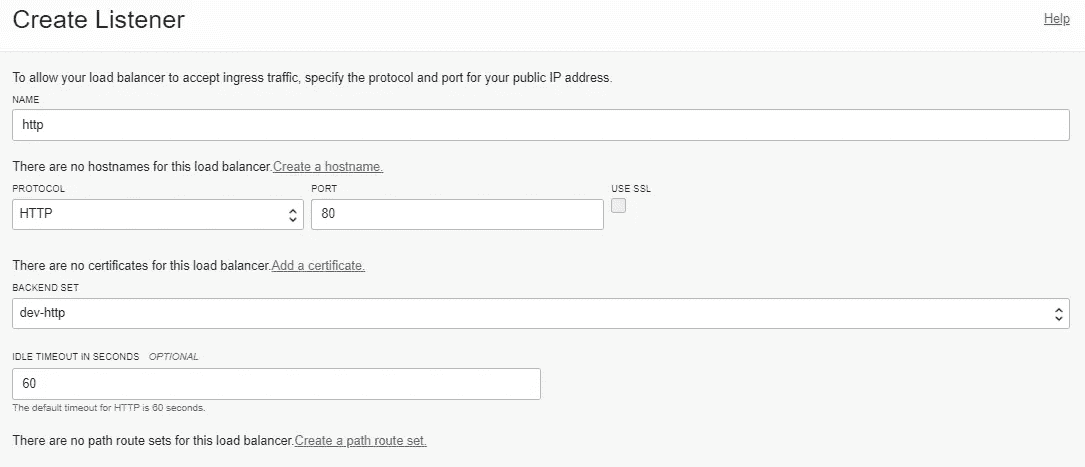 Create Listener
Help
To allow your load balancer to accept ingress traffic, specify the protocol and port for your public IP address.
NAME
http
There are no hostnames for this load balancer.Create a hostname.
PROTOCOL PORT USE SSL
HTTP 80
There are no certificates for this load balancer.Add a certificate.
BACKEND SET
dev-http
IDLE TIMEOUT IN SECONDS OPTIONAL
60
The default timeout for HTTP is 60 seconds.
There are no path route sets for this load balancer.Create a path route set.